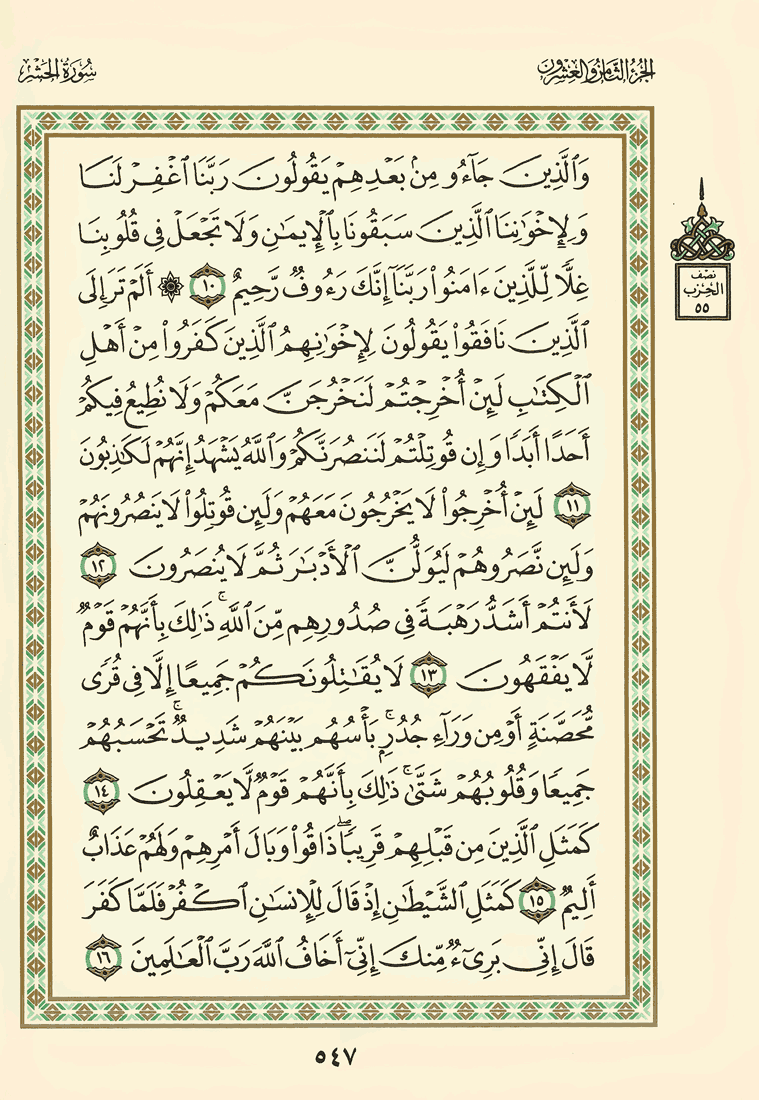 الجزء الثامن والعشرون
سورة الحشر
وَٱلَّذِينَ جَآءُو مِنۢ بَعۡدِهِمۡ يَقُولُونَ رَبَّنَا ٱغۡفِرۡ لَنَا
وَلِإِخۡوَٰنِنَا ٱلَّذِينَ سَبَقُونَا بِٱلۡإِيمَٰنِ وَلَا تَجۡعَلۡ فِي قُلُوبِنَا
غِلّٗا لِّلَّذِينَ ءَامَنُواْ رَبَّنَآ إِنَّكَ رَءُوفٞ رَّحِيمٌ ١٠ ۞ أَلَمۡ تَرَ إِلَى
ٱلَّذِينَ نَافَقُواْ يَقُولُونَ لِإِخۡوَٰنِهِمُ ٱلَّذِينَ كَفَرُواْ مِنۡ أَهۡلِ
ٱلۡكِتَٰبِ لَئِنۡ أُخۡرِجۡتُمۡ لَنَخۡرُجَنَّ مَعَكُمۡ وَلَا نُطِيعُ فِيكُمۡ
أَحَدًا أَبَدٗا وَإِن قُوتِلۡتُمۡ لَنَنصُرَنَّكُمۡ وَٱللَّهُ يَشۡهَدُ إِنَّهُمۡ لَكَٰذِبُونَ
١١ لَئِنۡ أُخۡرِجُواْ لَا يَخۡرُجُونَ مَعَهُمۡ وَلَئِن قُوتِلُواْ لَا يَنصُرُونَهُمۡ
وَلَئِن نَّصَرُوهُمۡ لَيُوَلُّنَّ ٱلۡأَدۡبَٰرَ ثُمَّ لَا يُنصَرُونَ ١٢
لَأَنتُمۡ أَشَدُّ رَهۡبَةٗ فِي صُدُورِهِم مِّنَ ٱللَّهِۚ ذَٰلِكَ بِأَنَّهُمۡ قَوۡمٞ
لَّا يَفۡقَهُونَ ١٣ لَا يُقَٰتِلُونَكُمۡ جَمِيعًا إِلَّا فِي قُرٗى
مُّحَصَّنَةٍ أَوۡ مِن وَرَآءِ جُدُرِۭۚ بَأۡسُهُم بَيۡنَهُمۡ شَدِيدٞۚ تَحۡسَبُهُمۡ
جَمِيعٗا وَقُلُوبُهُمۡ شَتَّىٰۚ ذَٰلِكَ بِأَنَّهُمۡ قَوۡمٞ لَّا يَعۡقِلُونَ ١٤
كَمَثَلِ ٱلَّذِينَ مِن قَبۡلِهِمۡ قَرِيبٗاۖ ذَاقُواْ وَبَالَ أَمۡرِهِمۡ وَلَهُمۡ عَذَابٌ
أَلِيمٞ ١٥ كَمَثَلِ ٱلشَّيۡطَٰنِ إِذۡ قَالَ لِلۡإِنسَٰنِ ٱكۡفُرۡ فَلَمَّا كَفَرَ
قَالَ إِنِّي بَرِيٓءٞ مِّنكَ إِنِّيٓ أَخَافُ ٱللَّهَ رَبَّ ٱلۡعَٰلَمِينَ ١٦
نصف
الحزب
٥٥
٥٤٧